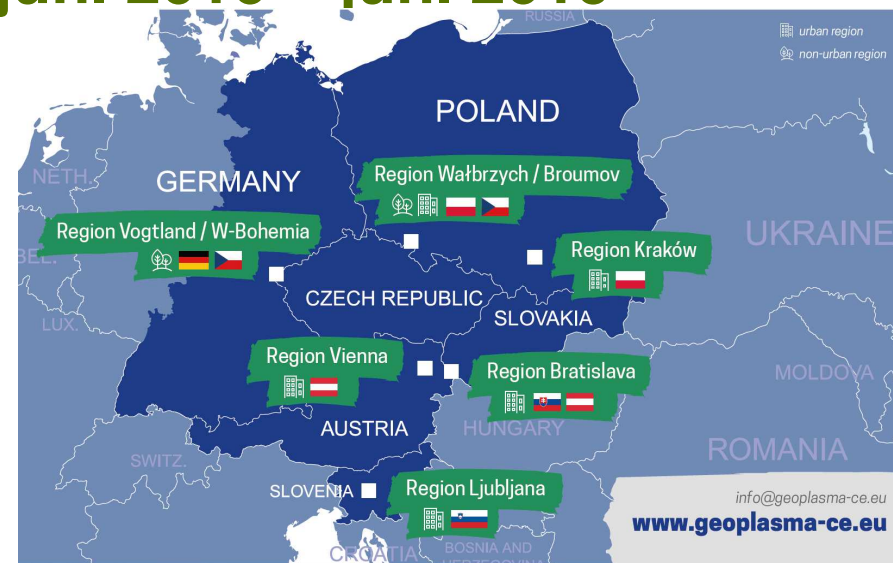 RUSSIA
urban region
non-urban region
POLAND
NETH.
GERMANY
Region Wałbrzych / Broumov
Region Vogtland / W-Bohemia
UKRAINE
BEL.
Region Kraków
CZECH REPUBLIC
SLOVAKIA
LUX.
Region Vienna
Region Bratislava
MOLDOVA
AUSTRIA
HUNGARY
ROMANIA
SWITZ.
SLOVENIA
Region Ljubljana
info@geoplasma-ce.eu
www.geoplasma-ce.eu
CROATIA
BOSNIA AND
HERZEGOVINA